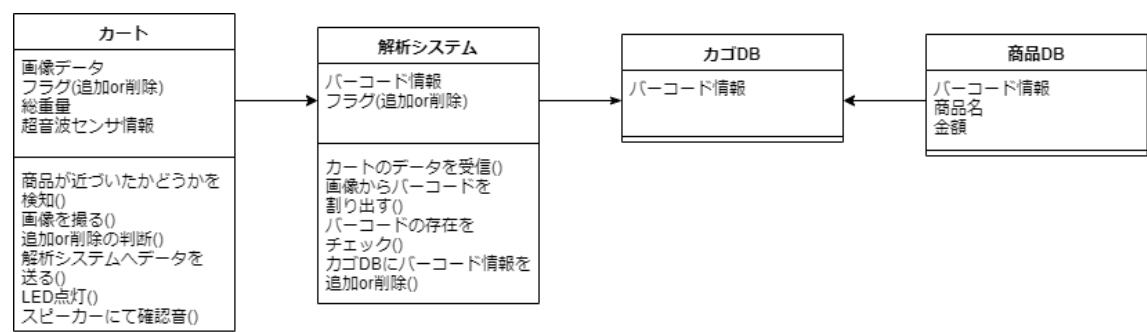 カート
画像データ
フラグ(追加or削除)
総重量
超音波センサ情報
商品が近づいたかどうかを
検知()
画像を撮る()
追加or削除の判断()
解析システムへデータを
送る()
LED点灯()
スピーカーにて確認音()
解析システム
バーコード情報
フラグ(追加or削除)
カートのデータを受信()
画像からバーコードを
割り出す()
バーコードの存在を
チェック()
カゴDBにバーコード情報を
追加or削除()
カゴDB
バーコード情報
商品DB
バーコード情報
商品名
金額